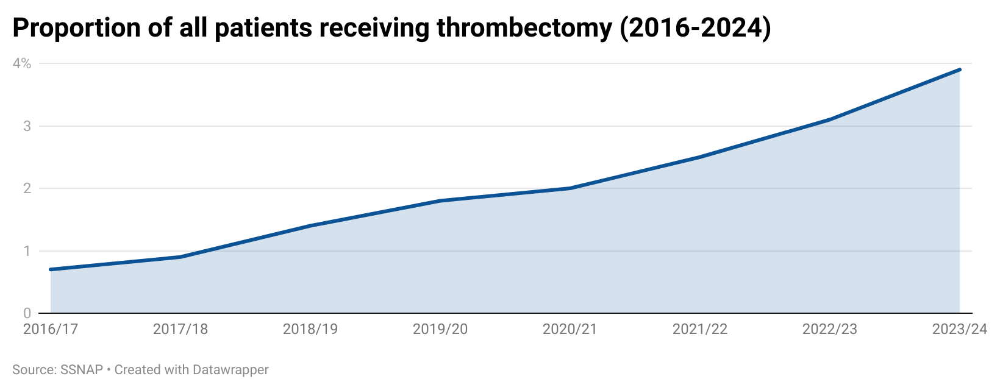 Proportion of all patients receiving thrombectomy (2016-2024)
4%
3
2
1
0
2016/17 2017/18 2018/19 2019/20 2020/21 2021/22 2022/23 2023/24
Source: SSNAP • Created with Datawrapper